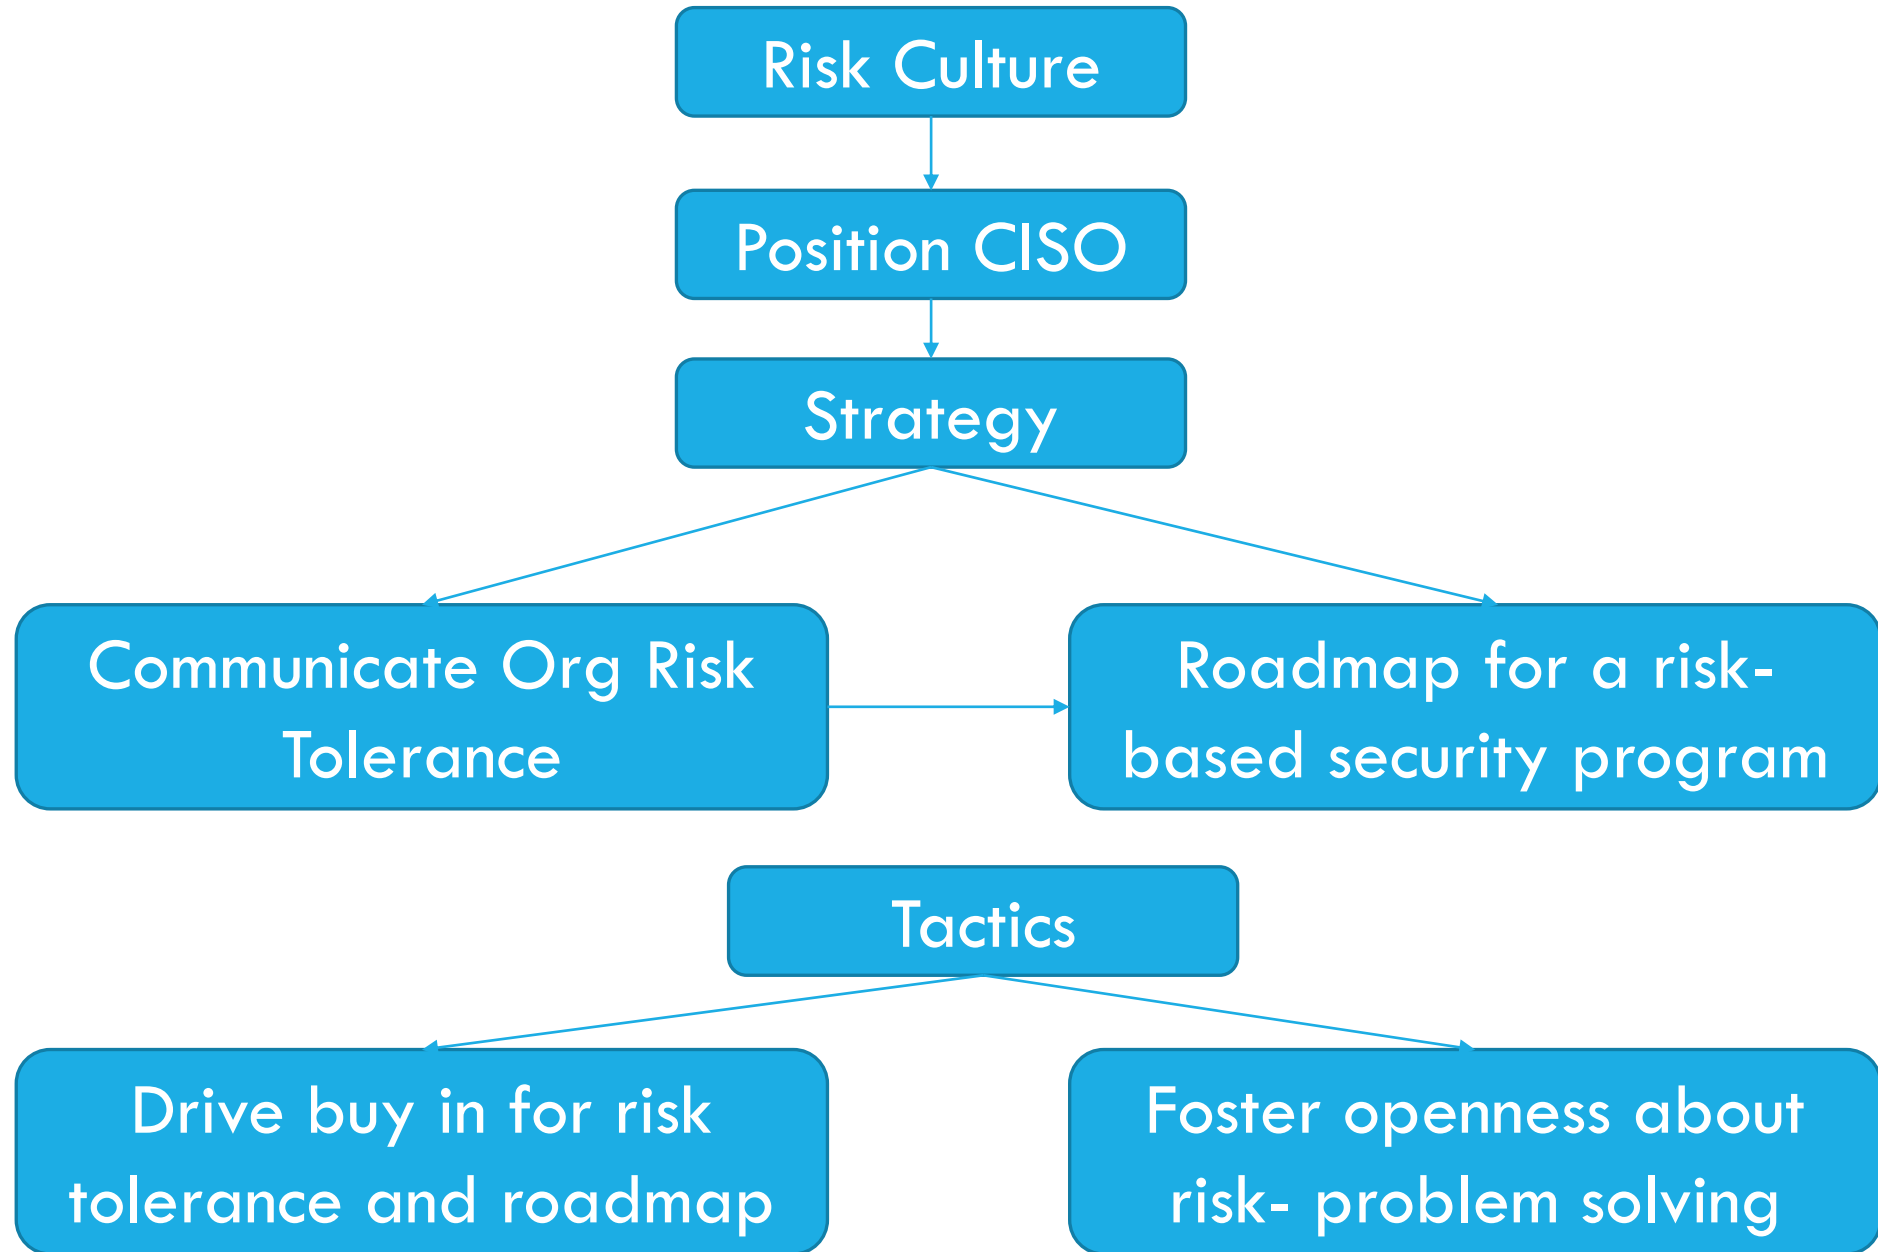 Risk Culture
Position CISO
Strategy
Communicate Org Risk
Tolerance
Roadmap for a risk-
based security program
Tactics
Drive buy in for risk
tolerance and roadmap
Foster openness about
risk- problem solving